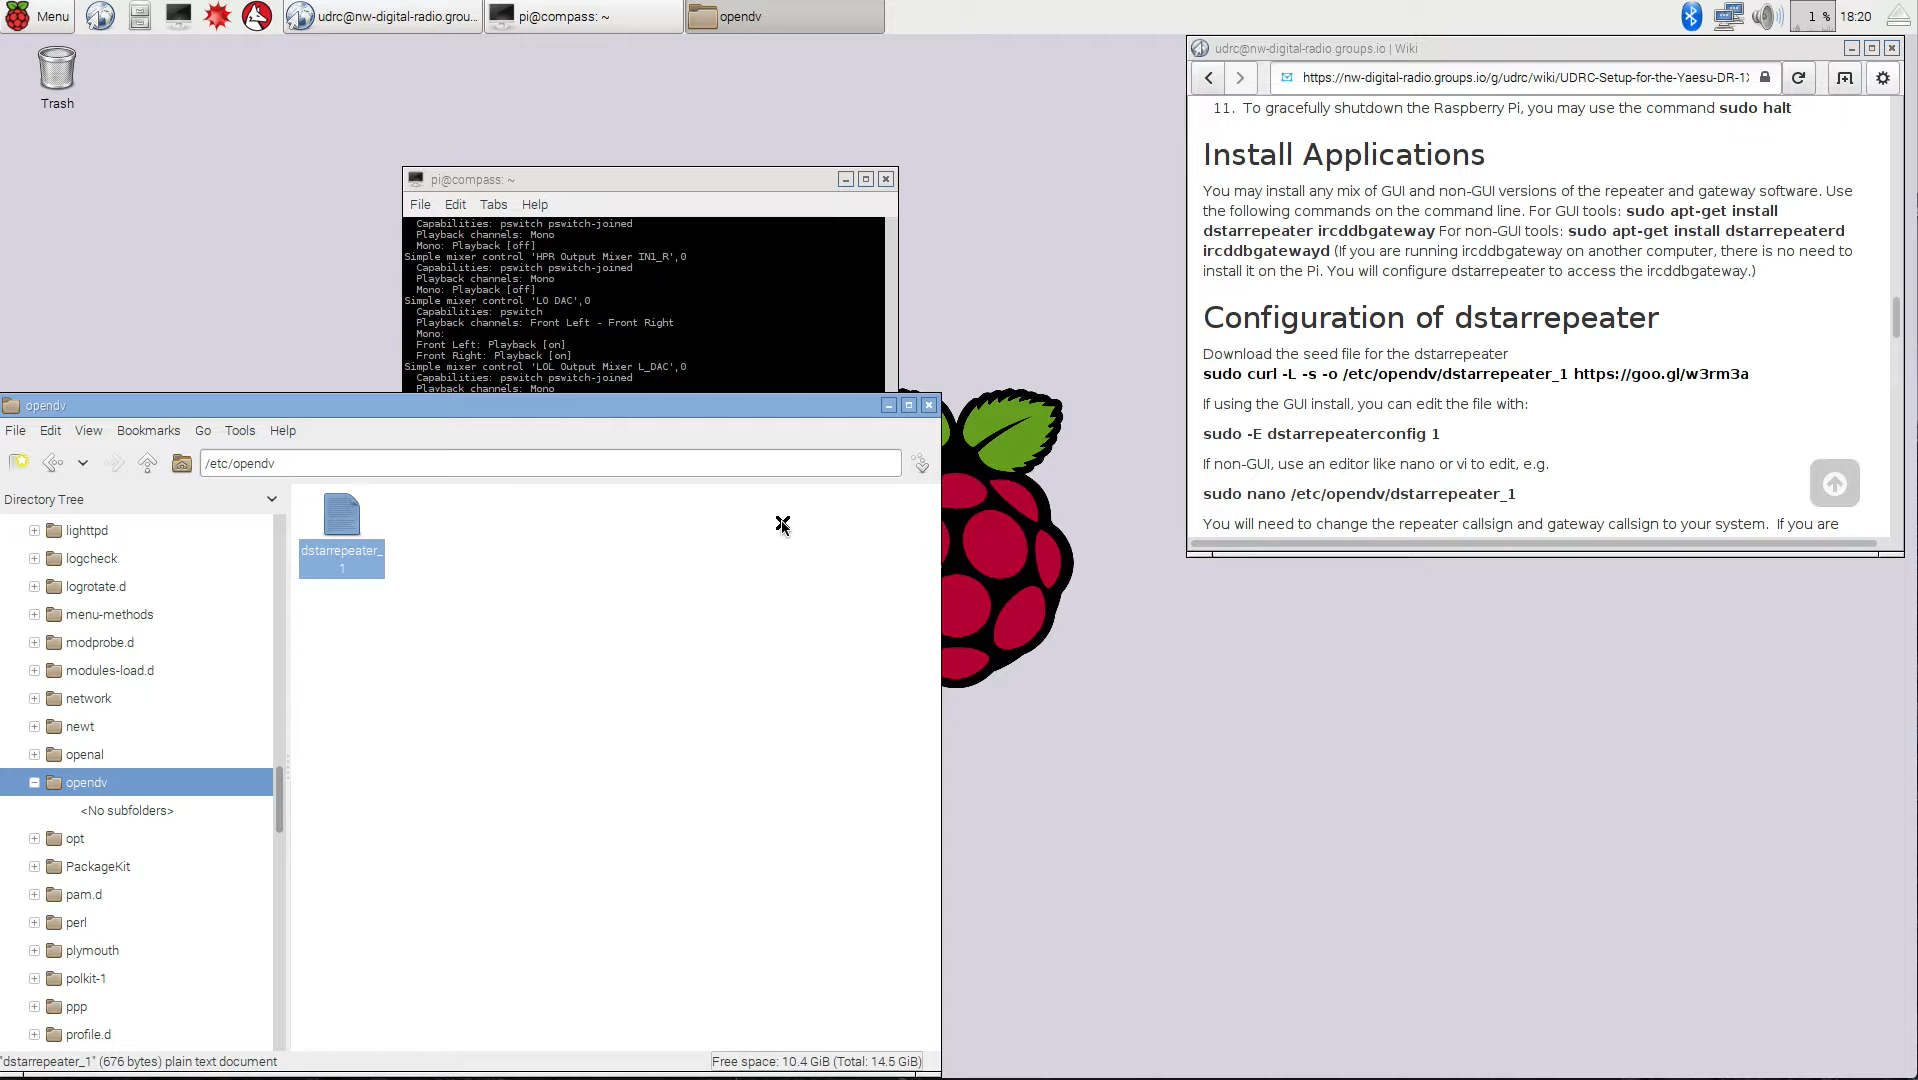 Menu
udrc@nw-digital-radio.grou...
pi@compass: ~
opendv
1 %
18:20
Trash
udrc@nw-digital-radio.groups.io | Wiki
https://nw-digital-radio.groups.io/g/udrc/wiki/UDRC-Setup-for-the-Yaesu-DR-1X
11. To gracefully shutdown the Raspberry Pi, you may use the command sudo halt
Install Applications
You may install any mix of GUI and non-GUI versions of the repeater and gateway software. Use
the following commands on the command line. For GUI tools: sudo apt-get install
dstarrepeater ircddbgateway For non-GUI tools: sudo apt-get install dstarrepeaterd
ircddbgatewayd (If you are running ircddbgateway on another computer, there is no need to
install it on the Pi. You will configure dstarrepeater to access the ircddbgateway.)
Configuration of dstarrepeater
Download the seed file for the dstarrepeater
sudo curl -L -s -o /etc/opendv/dstarrepeater_1 https://goo.gl/w3rm3a
If using the GUI install, you can edit the file with:
sudo -E dstarrepeaterconfig 1
If non-GUI, use an editor like nano or vi to edit, e.g.
sudo nano /etc/opendv/dstarrepeater_1
You will need to change the repeater callsign and gateway callsign to your system. If you are
pi@compass: ~
File Edit Tabs Help
Capabilities: pswitch pswitch-joined
Playback channels: Mono
Mono: Playback [off]
Simple mixer control 'HPR Output Mixer IN1_R',0
Capabilities: pswitch pswitch-joined
Playback channels: Mono
Mono: Playback [off]
Simple mixer control 'LO DAC',0
Capabilities: pswitch
Playback channels: Front Left - Front Right
Mono:
Front Left: Playback [on]
Front Right: Playback [on]
Simple mixer control 'LOL Output Mixer L_DAC',0
Capabilities: pswitch pswitch-joined
Playback channels: Mono
opendv
File Edit View Bookmarks Go Tools Help
/etc/opendv
Directory Tree
lighttpd
logcheck
logrotate.d
menu-methods
modprobe.d
modules-load.d
network
newt
openal
opendv
<No subfolders>
opt
PackageKit
pam.d
perl
plymouth
polkit-1
ppp
profile.d
dstarrepeater_
1
"dstarrepeater_1" (676 bytes) plain text document
Free space: 10.4 GiB (Total: 14.5 GiB)